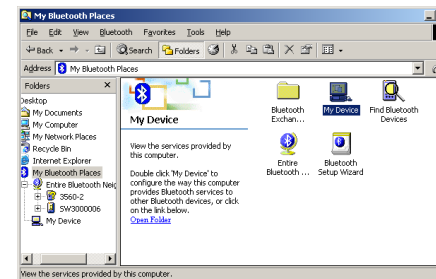 My Bluetooth Places
File Edit View Bluetooth Favorites Tools Help
Back Search Folders
Address My Bluetooth Places
Folders x
Desktop
My Documents
My Computer
My Network Places
Recycle Bin
Internet Explorer
My Bluetooth Places
Entire Bluetooth Neig
3560-2
SW3000006
My Device
My Device
View the services provided by
this computer.
Double click 'My Device' to
configure the way this computer
provides Bluetooth services to
other Bluetooth devices, or click
on the link below.
Open Folder
Bluetooth
Exchan...
My Device
Find Bluetooth
Devices
Entire
Bluetooth ...
Bluetooth
Setup Wizard
View the services provided by this computer.